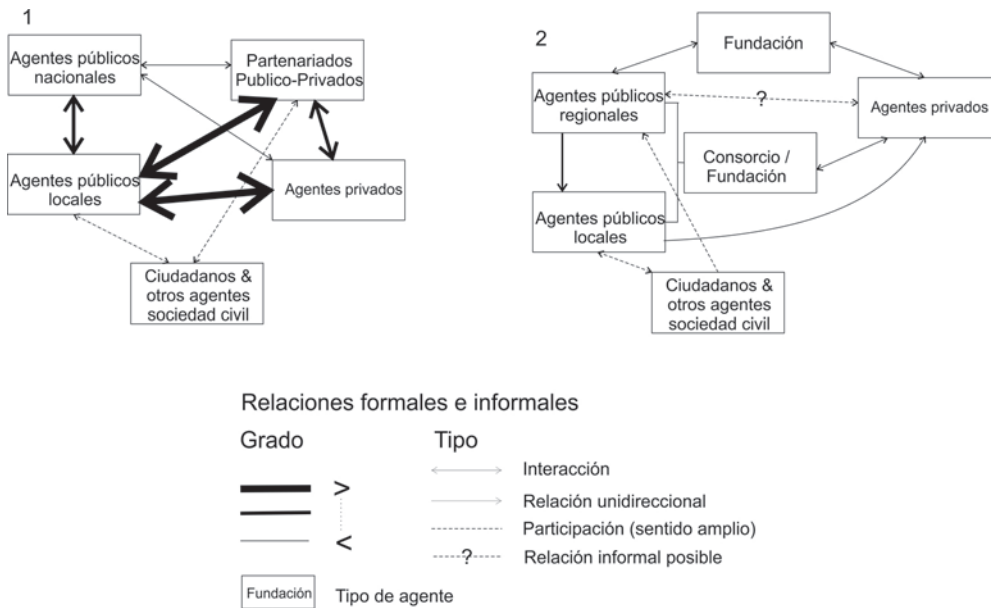 1
Agentes públicos
nacionales
Partenariados
Publico-Privados
Agentes públicos
locales
Agentes privados
Ciudadanos &
otros agentes
sociedad civil
2
Fundación
Agentes públicos
regionales
?
Agentes privados
Consorcio /
Fundación
Agentes públicos
locales
Ciudadanos &
otros agentes
sociedad civil
Relaciones formales e informales
Grado
>
<
Tipo
Interacción
Relación unidireccional
Participación (sentido amplio)
?
Relación informal posible
Fundación
Tipo de agente